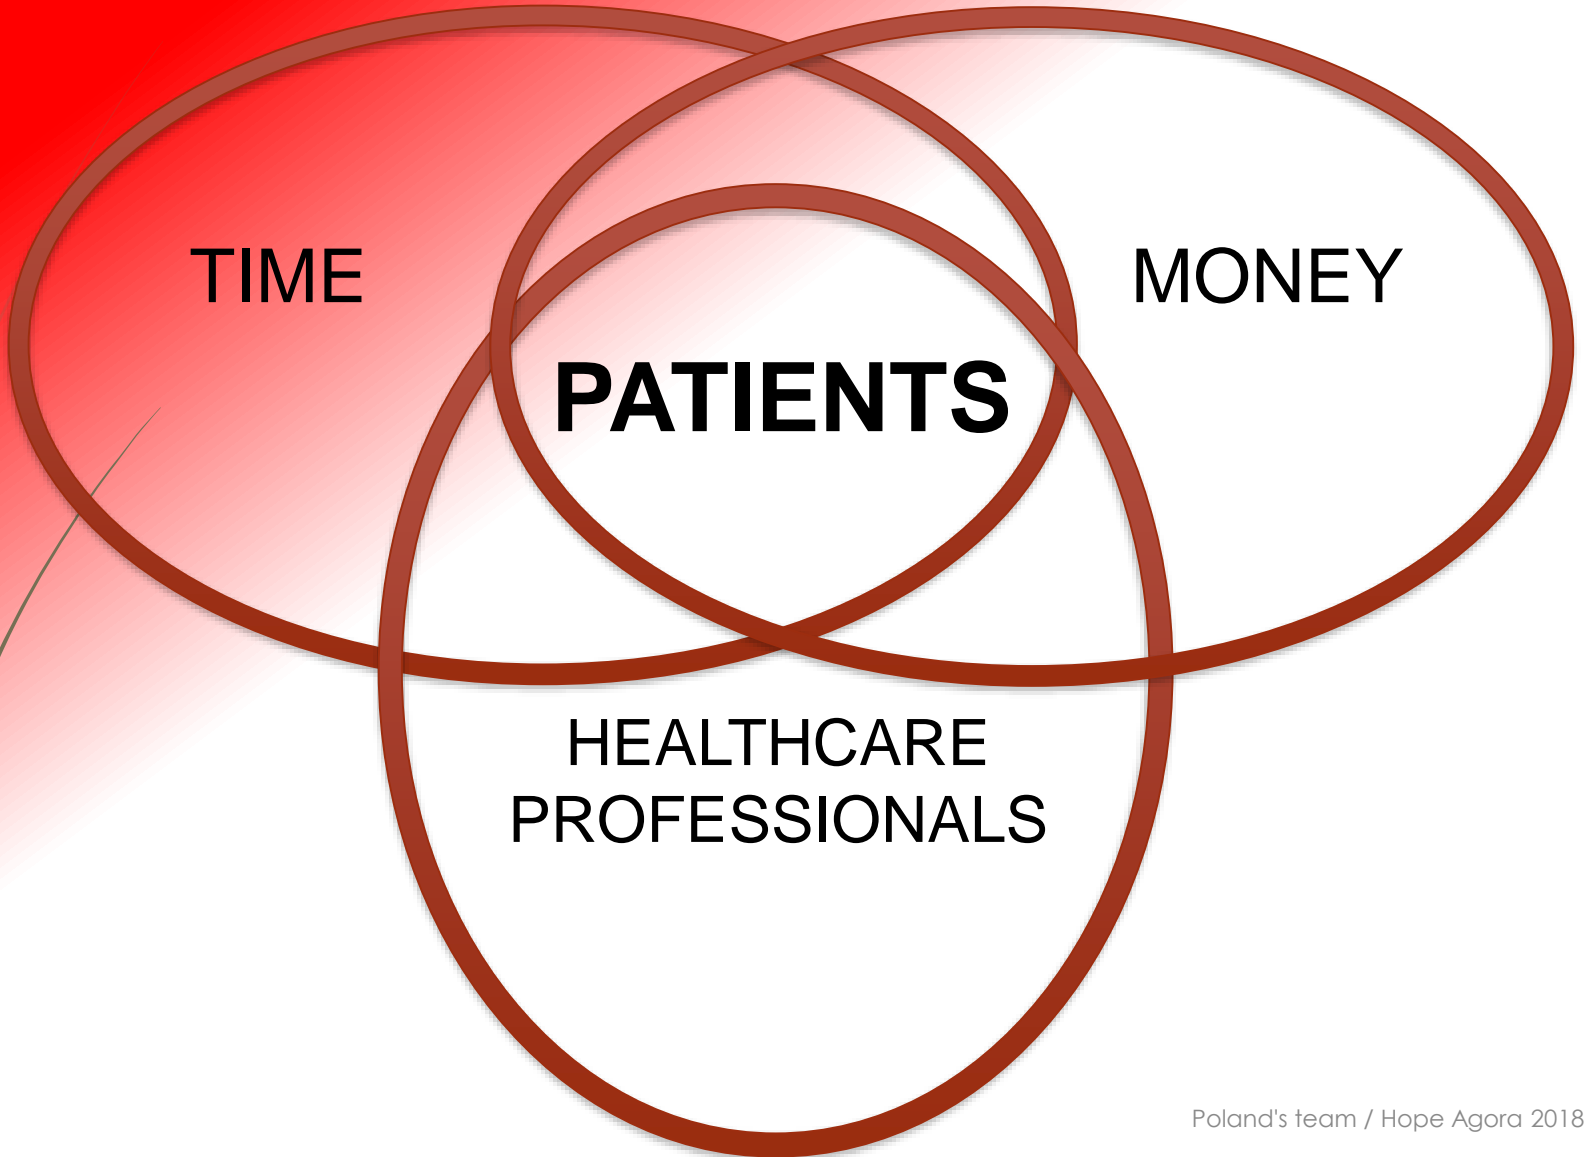 TIME
MONEY
PATIENTS
HEALTHCARE
PROFESSIONALS
Poland's team / Hope Agora 2018